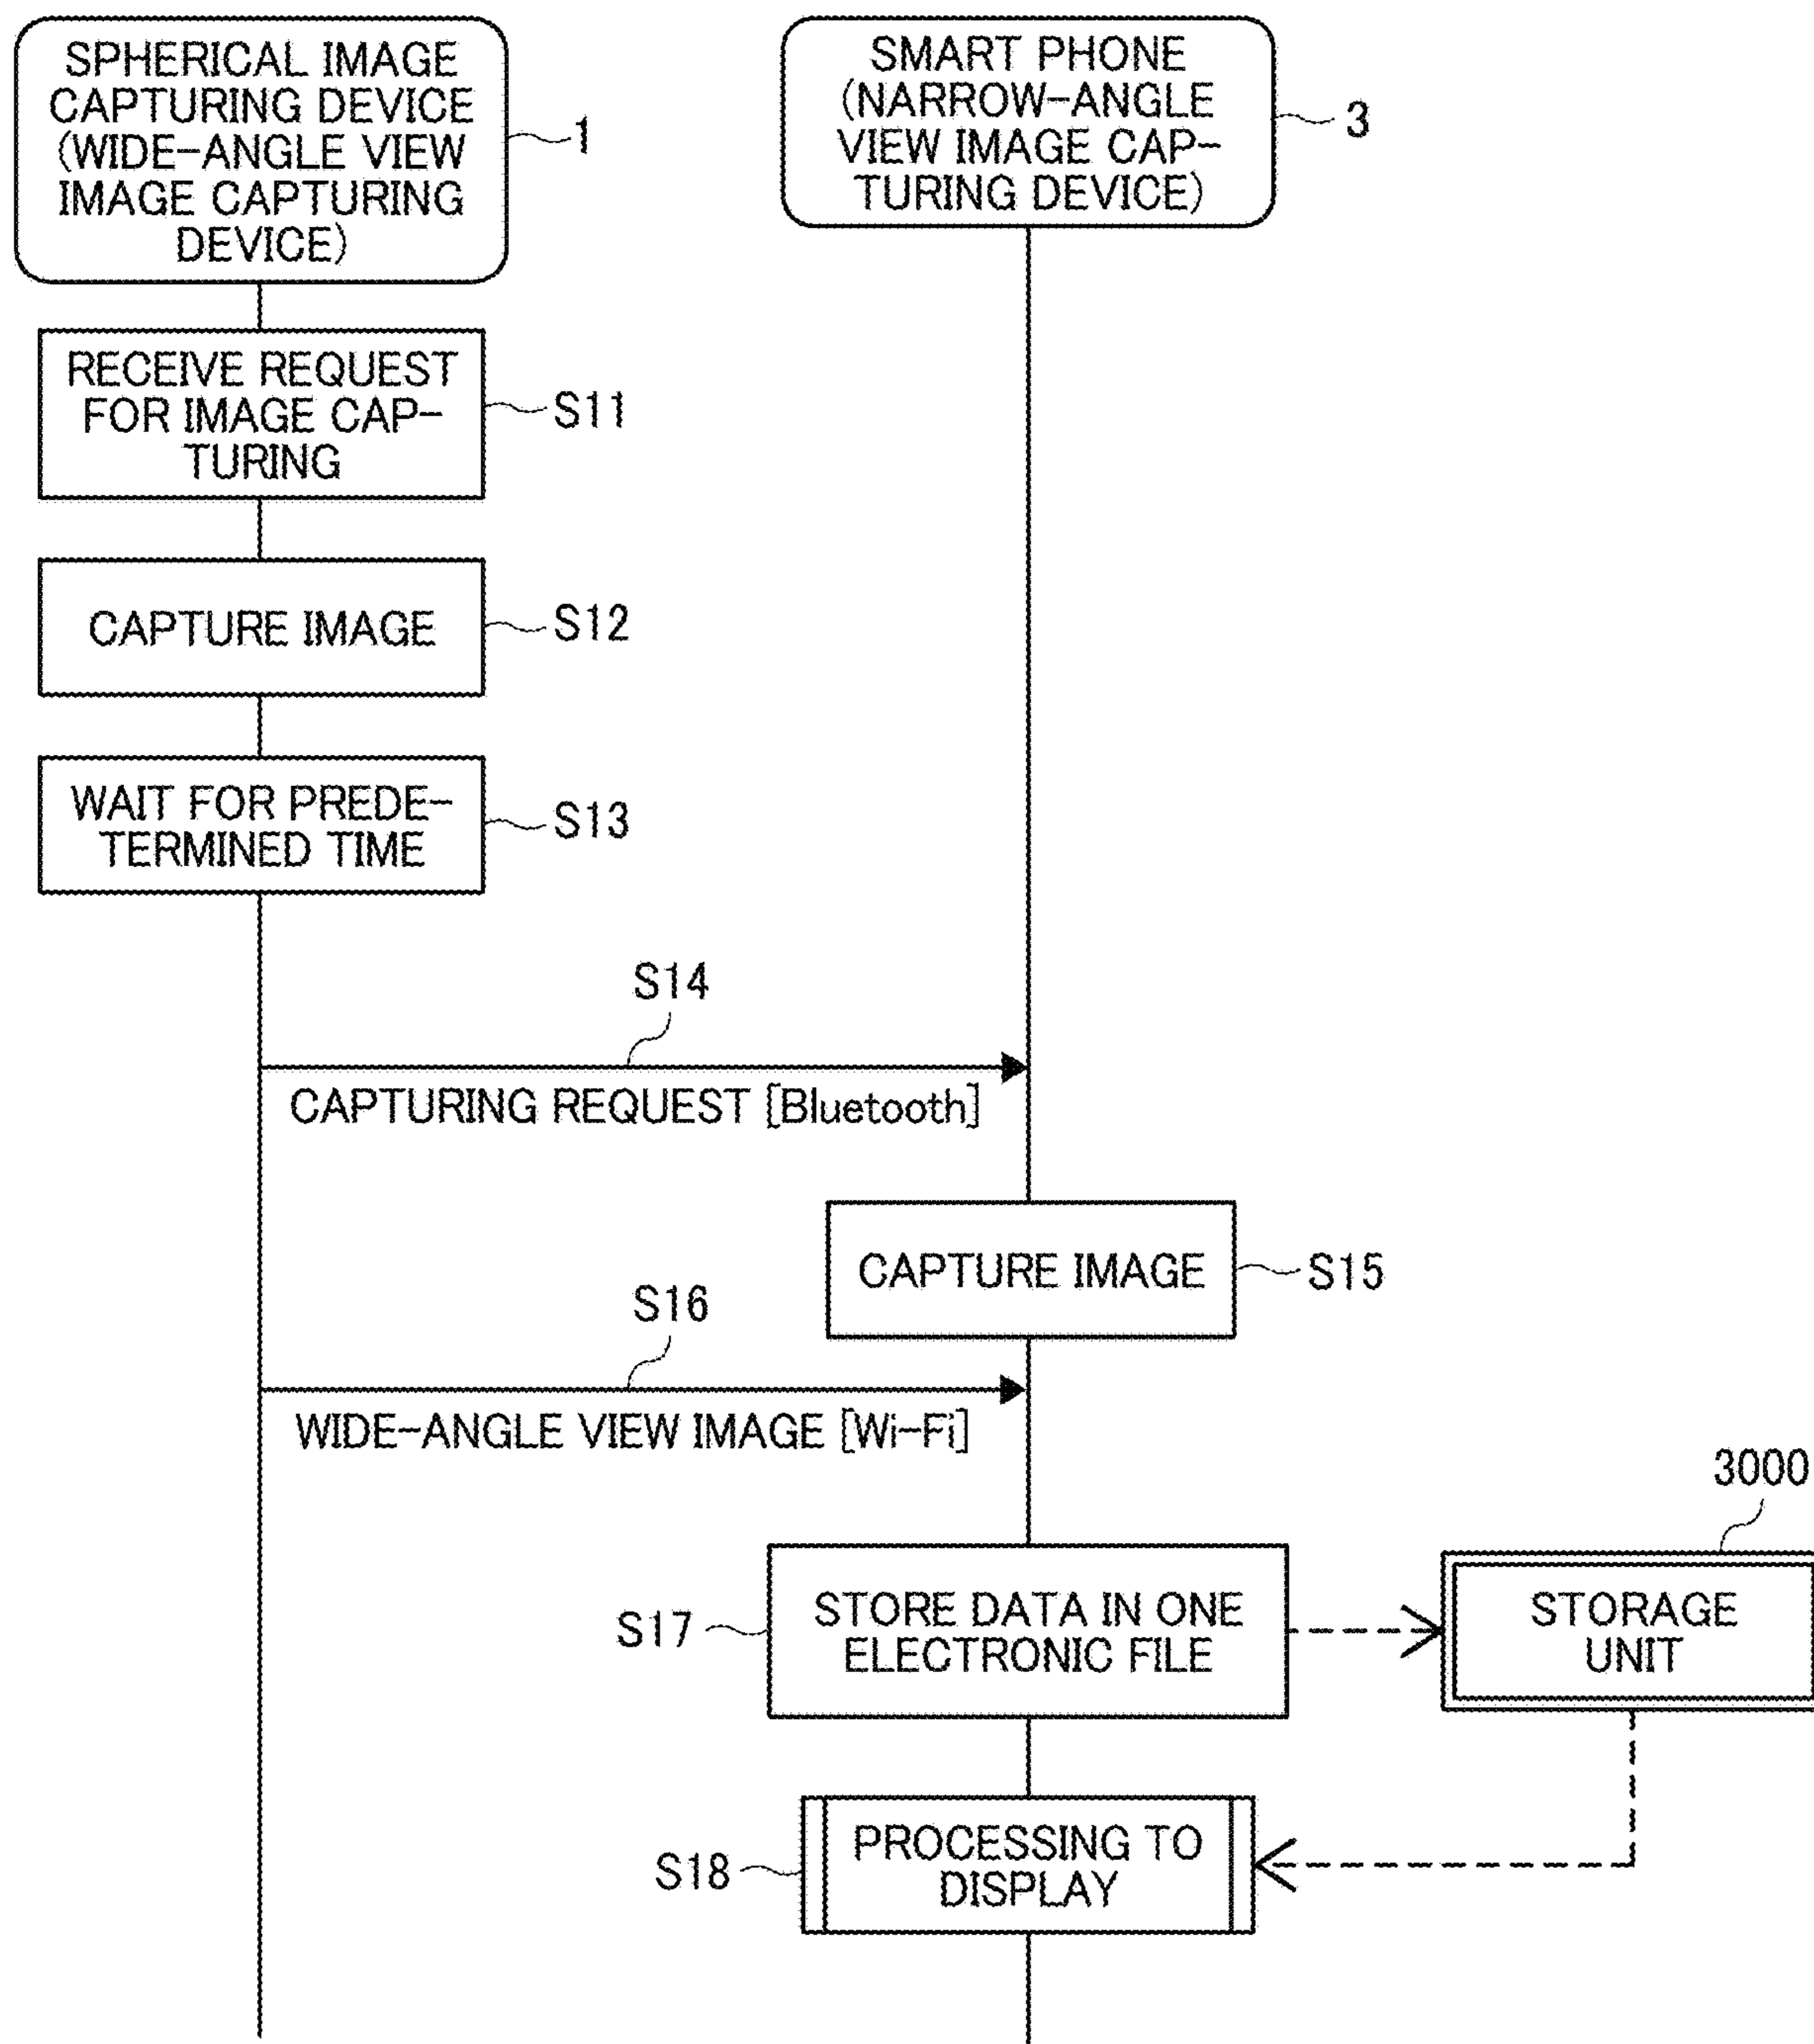 SPHERICAL IMAGE
CAPTURING DEVICE
(WIDE-ANGLE VIEW
IMAGE CAPTURING
DEVICE)
1
SMART PHONE
(NARROW-ANGLE
VIEW IMAGE CAP-
TURING DEVICE)
3
RECEIVE REQUEST
FOR IMAGE CAP-
TURING
S11
CAPTURE IMAGE
S12
WAIT FOR PREDE-
TERMINED TIME
S13
S14
CAPTURING REQUEST [Bluetooth]
CAPTURE IMAGE
S15
S16
WIDE-ANGLE VIEW IMAGE [Wi-Fi]
3000
S17
STORE DATA IN ONE
ELECTRONIC FILE
STORAGE
UNIT
S18
PROCESSING TO
DISPLAY